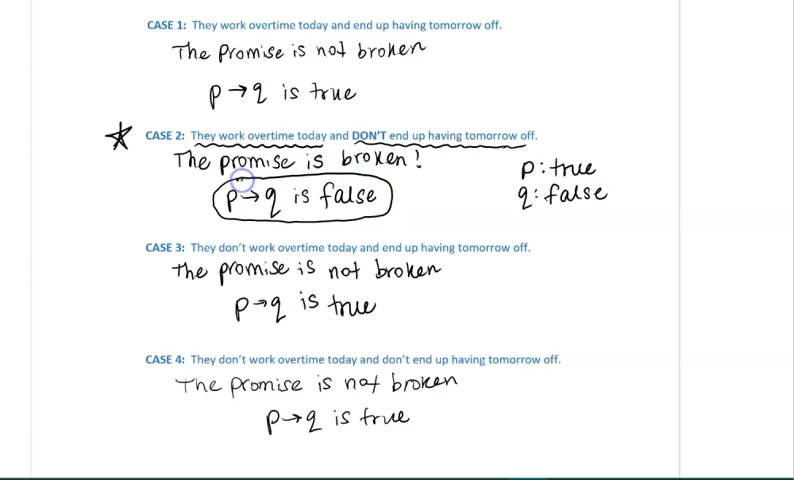 CASE 1: They work overtime today and end up having tomorrow off.
The Promise is not broken
p→q is true
CASE 2: They work overtime today and DON'T end up having tomorrow off.
The promise is broken!
p:true
p→q is false
q:false
CASE 3: They don't work overtime today and end up having tomorrow off.
The promise is not broken
p→q is true
CASE 4: They don't work overtime today and don't end up having tomorrow off.
The promise is not broken
p→q is true